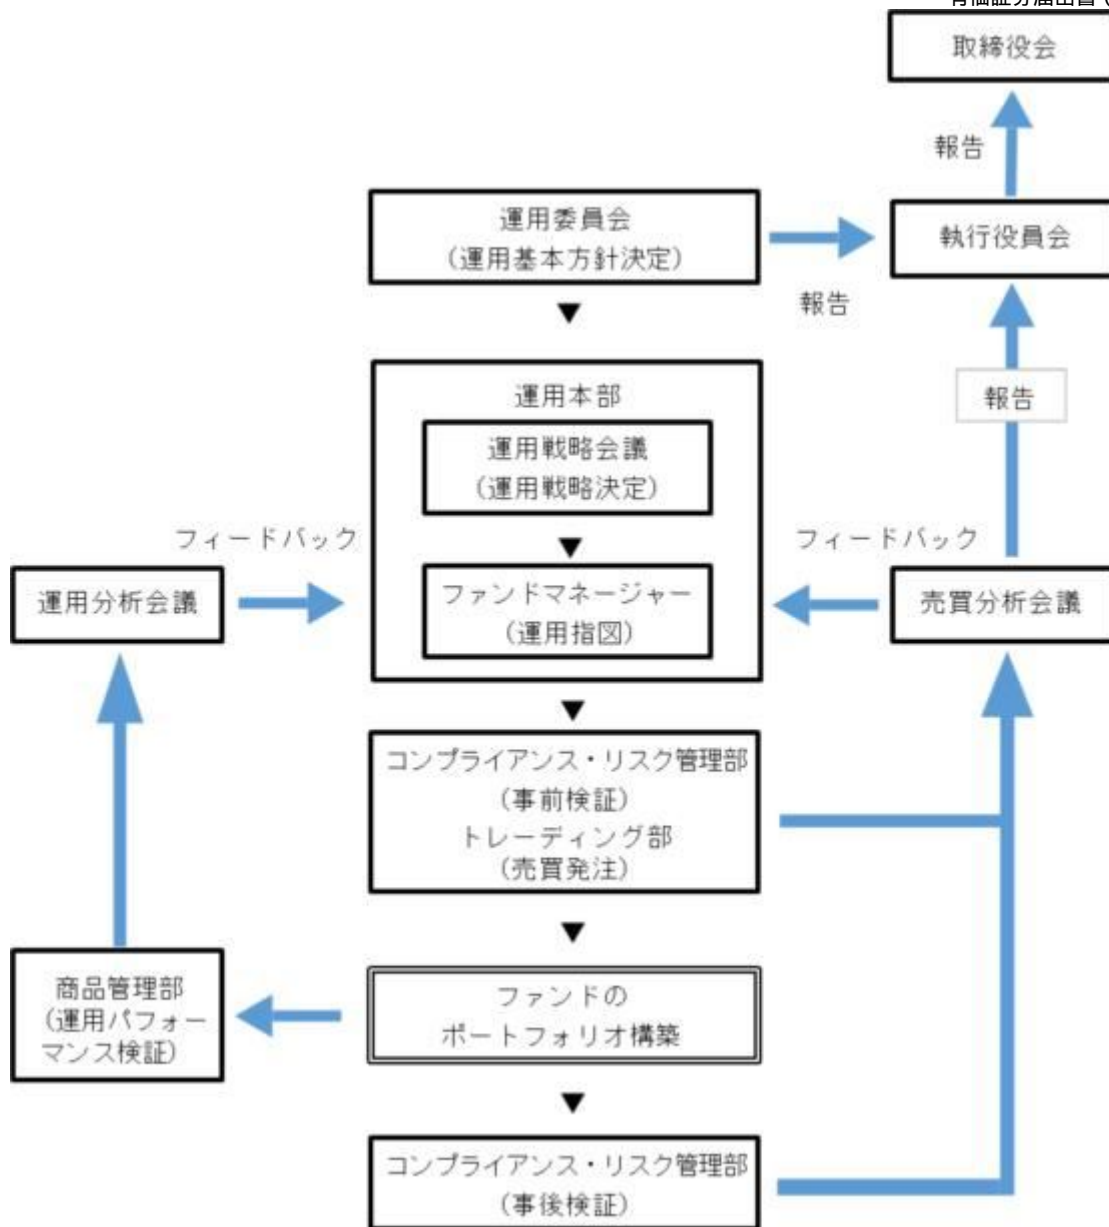 取締役会
報告
運用委員会
(運用基本方針決定)
執行役員会
報告
運用本部
報告
運用戦略会議
(運用戦略決定)
フィードバック
フィードバック
運用分析会議
ファンドマネージャー
(運用指図)
売買分析会議
コンプライアンス・リスク管理部
(事前検証)
トレーディング部
(売買発注)
商品管理部
(運用パフォー
マンス検証)
ファンドの
ポートフォリオ構築
コンプライアンス・リスク管理部
(事後検証)